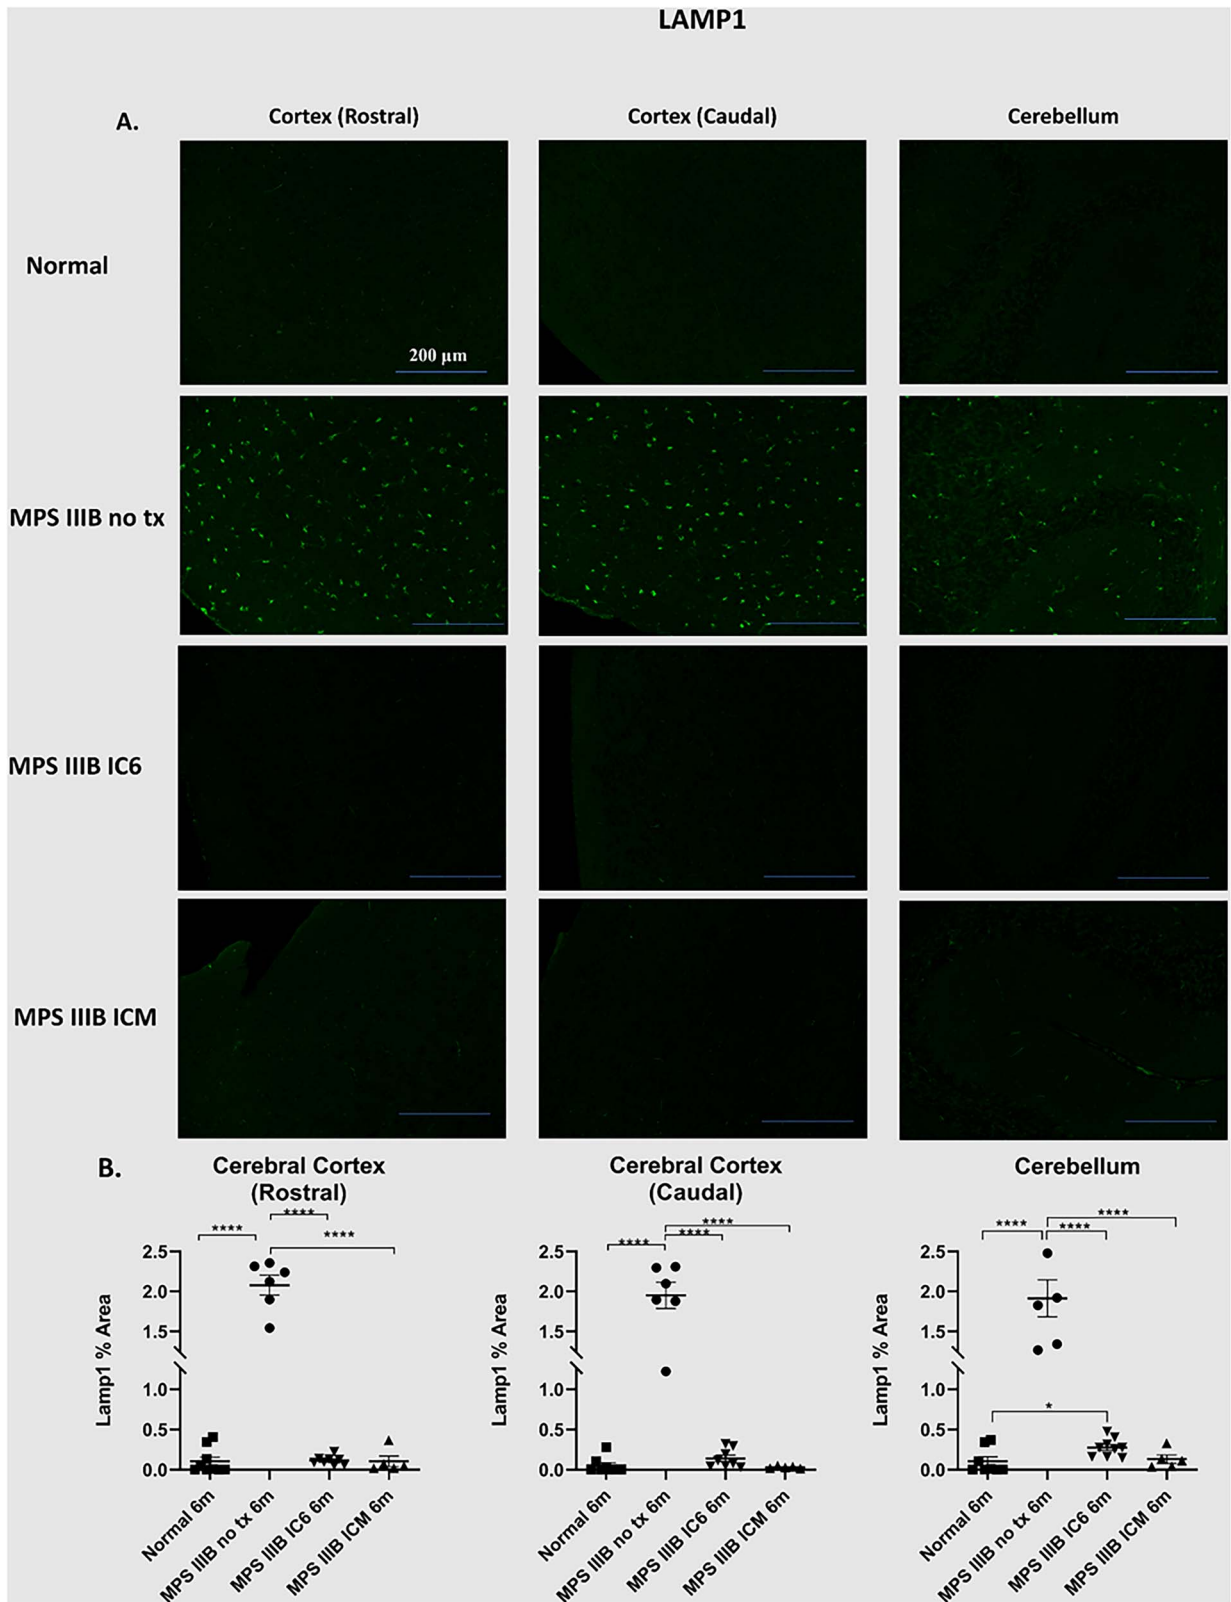 LAMP1
A.
Cortex (Rostral)
Cortex (Caudal)
Cerebellum
Normal
200 µm
MPS IIIB no tx
MPS IIIB IC6
MPS IIIB ICM
B.
Cerebral Cortex
(Rostral)
****
****
****
Lamp1 % Area
2.5
2.0
1.5
1.0
0.5
0.0
Normal 6m
MPS IIIB no tx 6m
MPS IIIB IC6 6m
MPS IIIB ICM 6m
Cerebral Cortex
(Caudal)
****
****
****
Lamp1 % Area
2.5
2.0
1.5
1.0
0.5
0.0
Normal 6m
MPS IIIB no tx 6m
MPS IIIB IC6 6m
MPS IIIB ICM 6m
Cerebellum
****
****
****
*
Lamp1 % Area
2.5
2.0
1.5
1.0
0.5
0.0
Normal 6m
MPS IIIB no tx 6m
MPS IIIB IC6 6m
MPS IIIB ICM 6m